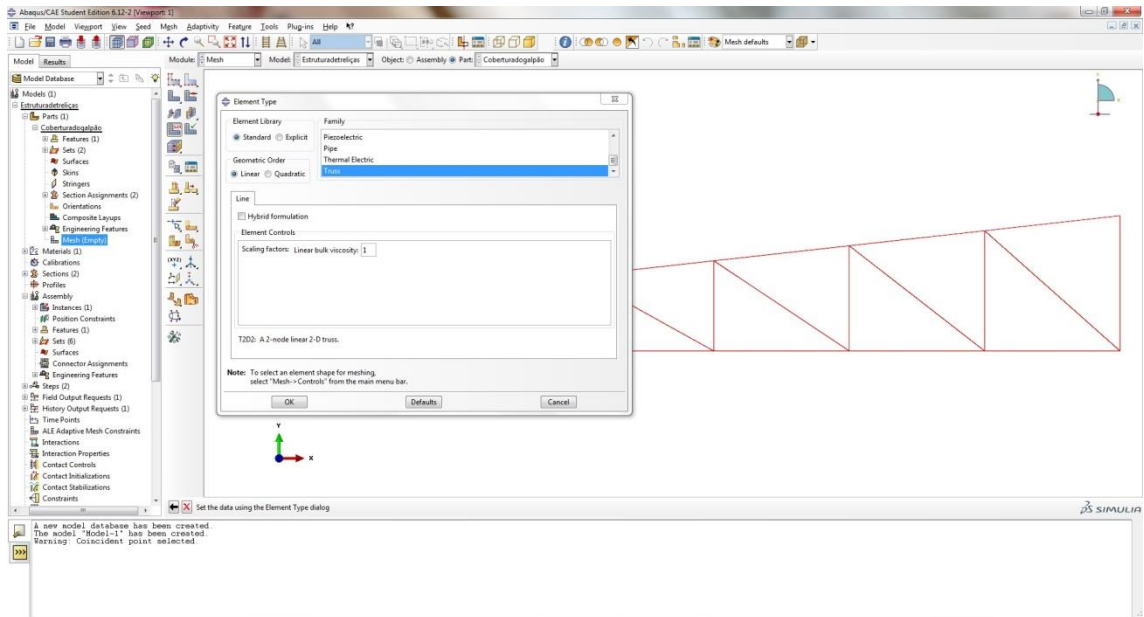 Abaqus/CAE Student Edition 6.12-2 [Viewport: 1]
File Model Viewport View Seed Mesh Adaptivity Feature Tools Plug-ins Help
All
Mesh defaults
Model Results
Module: Mesh Model: Estruturadetreliças Object: Assembly Part: Coberturadogalpão
Model Database
Models (1)
Estruturadetreliças
Parts (1)
Coberturadogalpão
Features (1)
Sets (2)
Surfaces
Skins
Stringers
Section Assignments (2)
Orientations
Composite Layups
Engineering Features
Mesh (Empty)
Materials (1)
Calibrations
Sections (2)
Profiles
Assembly
Instances (1)
Position Constraints
Features (1)
Sets (6)
Surfaces
Connector Assignments
Engineering Features
Steps (2)
Field Output Requests (1)
History Output Requests (1)
Time Points
ALE Adaptive Mesh Constraints
Interactions
Interaction Properties
Contact Controls
Contact Initializations
Contact Stabilizations
Constraints
Element Type
Element Library
Standard Explicit
Geometric Order
Linear Quadratic
Family
Piezoelectric
Pipe
Thermal Electric
Truss
Line
Hybrid formulation
Element Controls
Scaling factors: Linear bulk viscosity: 1
T2D2: A 2-node linear 2-D truss.
Note: To select an element shape for meshing,
select "Mesh->Controls" from the main menu bar.
OK Defaults Cancel
Y
X
Set the data using the Element Type dialog
SIMULIA
A new model database has been created.
The model "Model-1" has been created.
Warning: Coincident point selected.